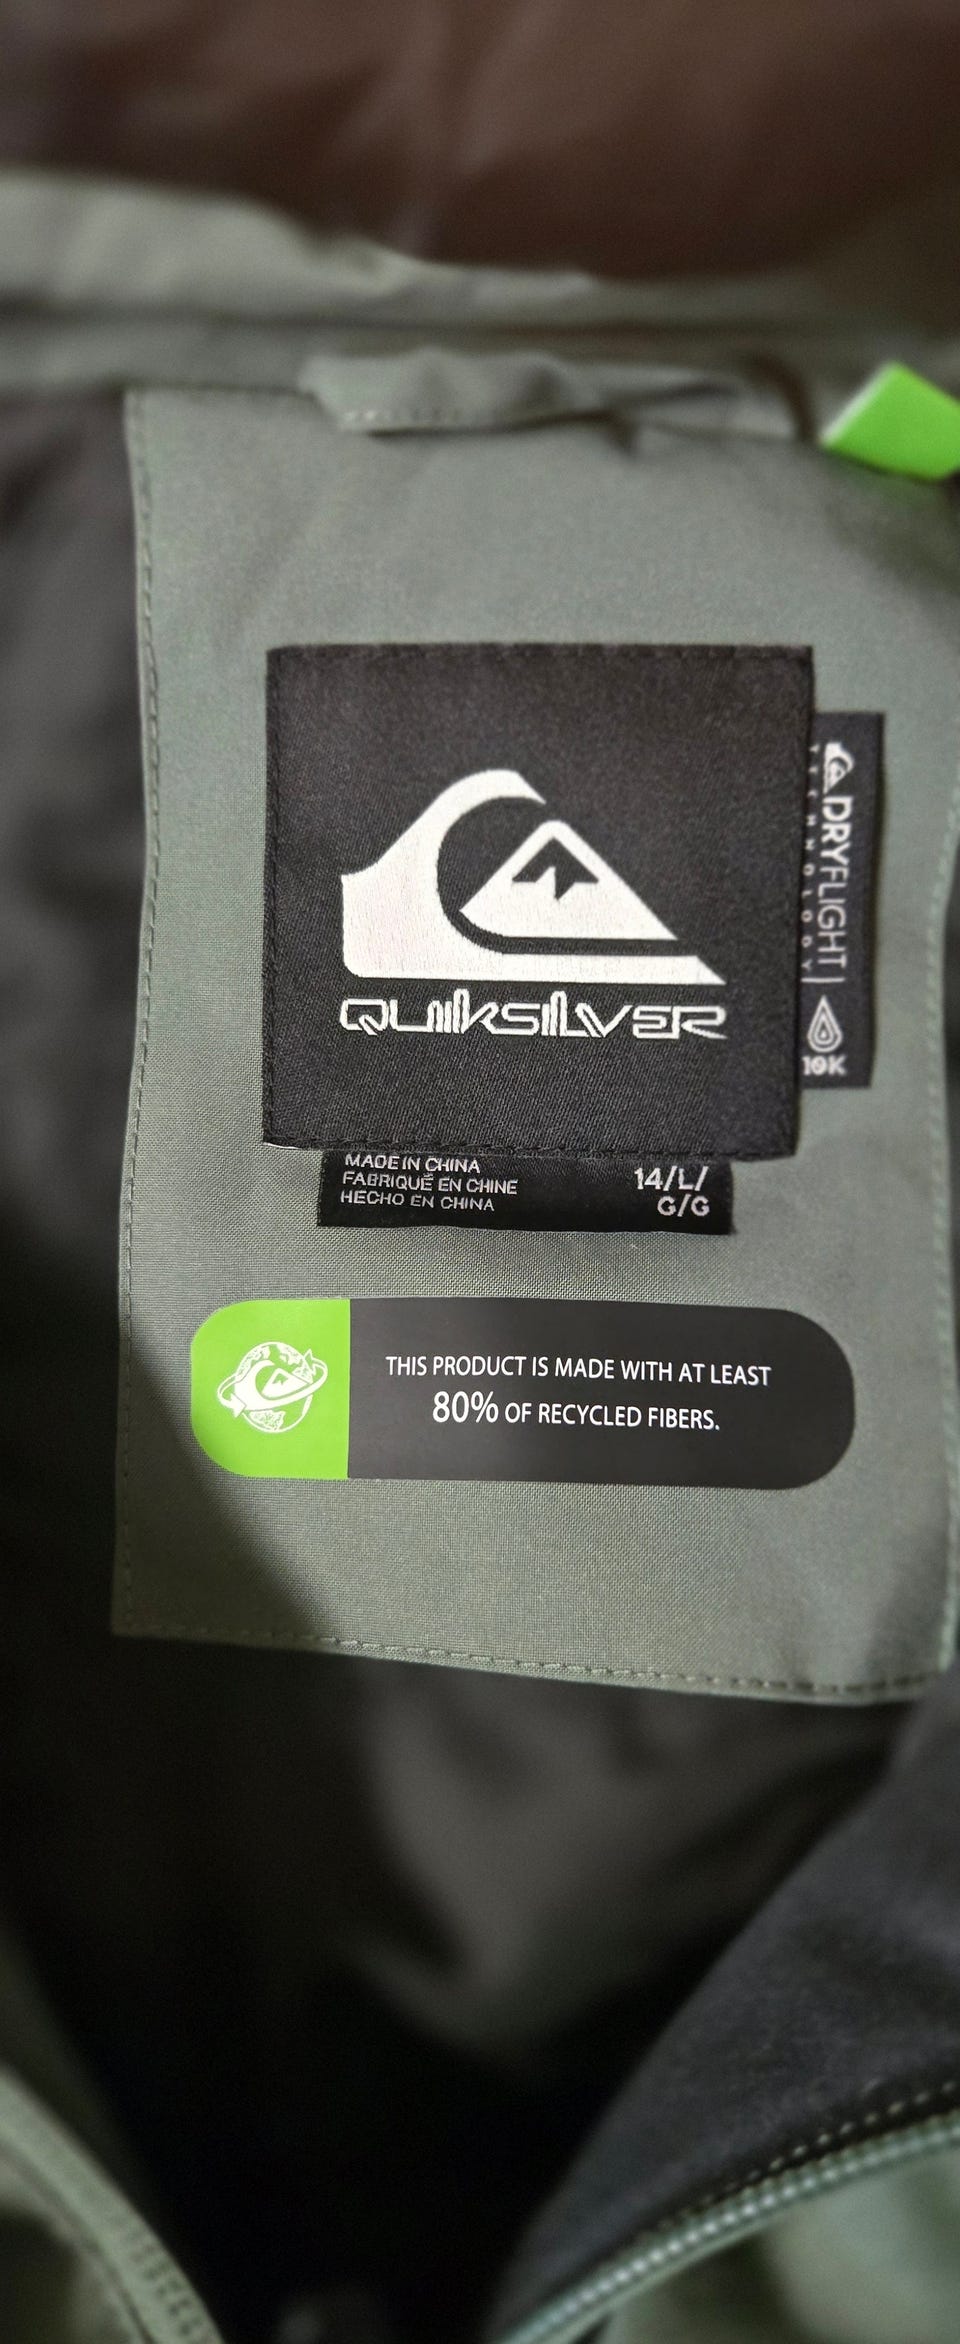 QUIKSILVER
DRYFLIGHT
TECHNOLOGY
10K
MADE IN CHINA
FABRIQUÉ EN CHINE
HECHO EN CHINA
14/L/
G/G
THIS PRODUCT IS MADE WITH AT LEAST
80% OF RECYCLED FIBERS.